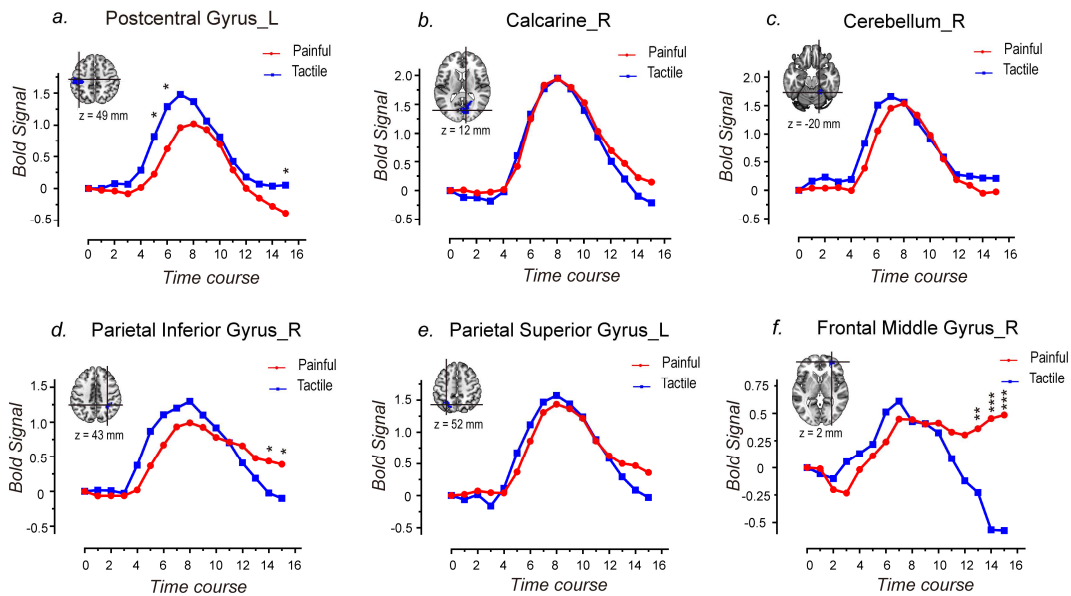 a. Postcentral Gyrus_L
Painful
Tactile
z = 49 mm
Bold Signal
1.5
1.0
0.5
0
-0.5
*
*
*
0 2 4 6 8 10 12 14 16
Time course
b. Calcarine_R
Painful
Tactile
z = 12 mm
Bold Signal
2.0
1.5
1.0
0.5
0
-0.5
0 2 4 6 8 10 12 14 16
Time course
c. Cerebellum_R
Painful
Tactile
z = -20 mm
Bold Signal
2.0
1.5
1.0
0.5
0
-0.5
0 2 4 6 8 10 12 14 16
Time course
d. Parietal Inferior Gyrus_R
Painful
Tactile
z = 43 mm
Bold Signal
1.5
1.0
0.5
0
-0.5
*
*
0 2 4 6 8 10 12 14 16
Time course
e. Parietal Superior Gyrus_L
Painful
Tactile
z = 52 mm
Bold Signal
1.5
1.0
0.5
0
-0.5
0 2 4 6 8 10 12 14 16
Time course
f. Frontal Middle Gyrus_R
Painful
Tactile
z = 2 mm
Bold Signal
0.75
0.5
0.25
0
-0.25
-0.5
**
***
***
0 2 4 6 8 10 12 14 16
Time course